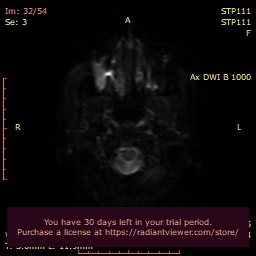 Im: 32/54
Se: 3
A
STP111
STP111
F
Ax DWI B 1000
R
L
You have 30 days left in your trial period.
Purchase a license at https://radiantviewer.com/store/